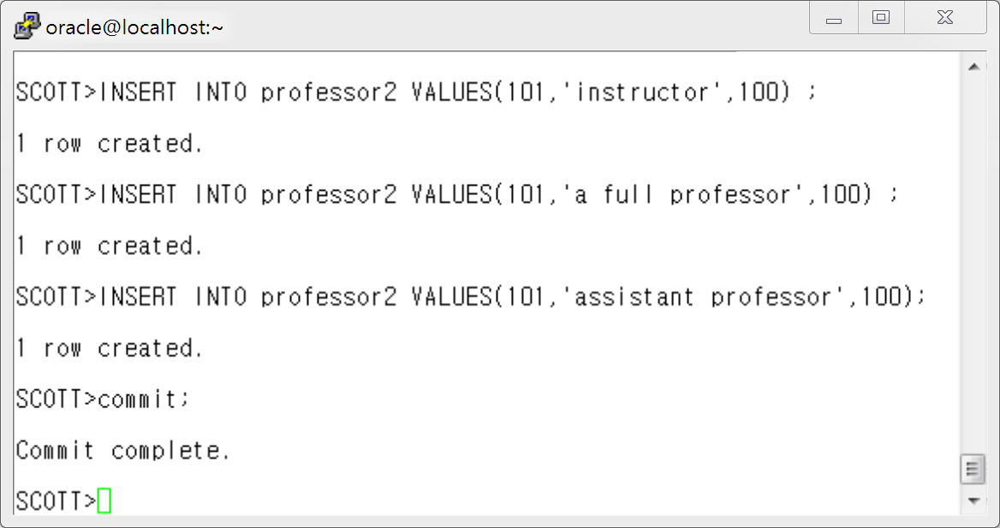 oracle@localhost:~
SCOTT>INSERT INTO professor2 VALUES(101,'instructor',100) ;
1 row created.
SCOTT>INSERT INTO professor2 VALUES(101,'a full professor',100) ;
1 row created.
SCOTT>INSERT INTO professor2 VALUES(101,'assistant professor',100);
1 row created.
SCOTT>commit;
Commit complete.
SCOTT>